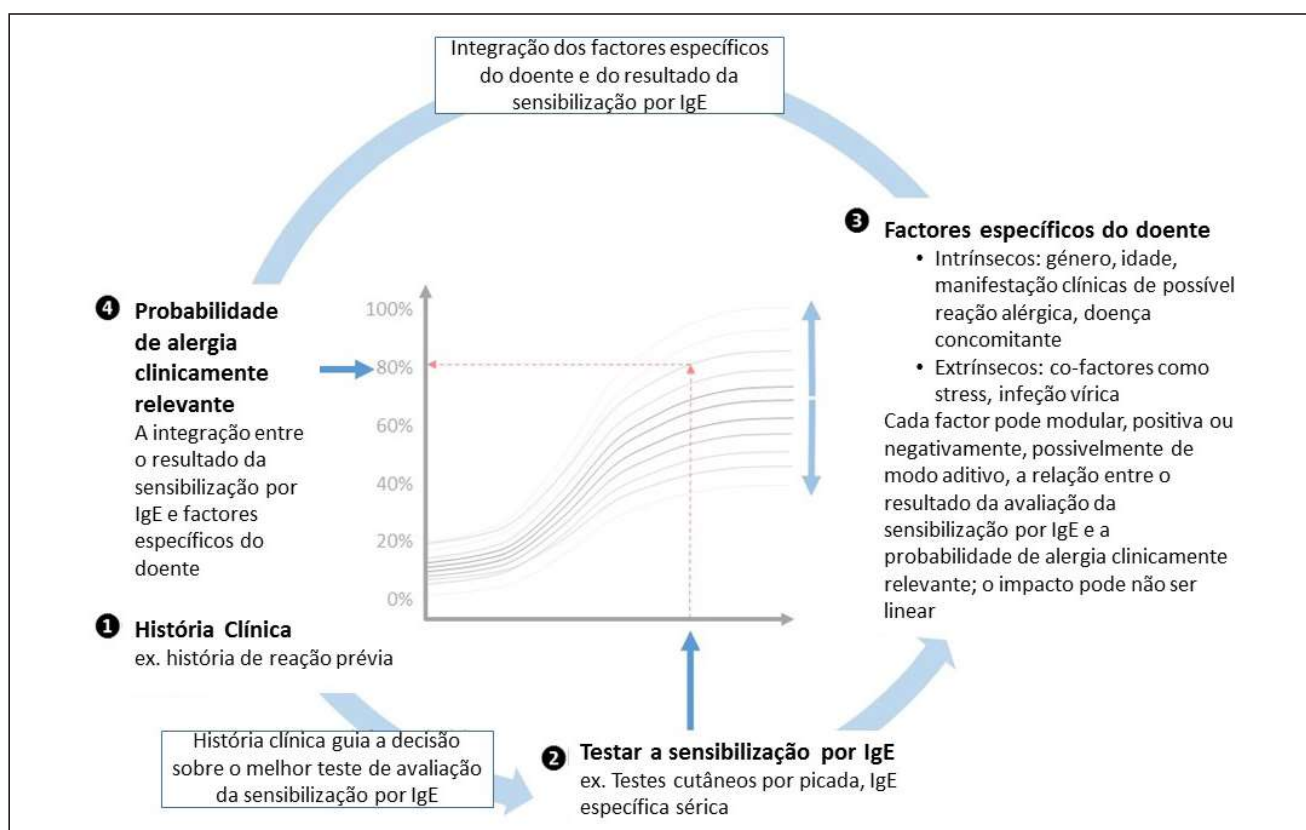 Integração dos factores específicos
do doente e do resultado da
sensibilização por IgE
❶ História Clínica
ex. história de reação prévia
História clínica guia a decisão
sobre o melhor teste de avaliação
da sensibilização por IgE
❷ Testar a sensibilização por IgE
ex. Testes cutâneos por picada, IgE
específica sérica
❸ Factores específicos do doente
• Intrínsecos: género, idade,
manifestação clínicas de possível
reação alérgica, doença
concomitante
• Extrínsecos: co-factores como
stress, infeção vírica
Cada factor pode modular, positiva ou
negativamente, possivelmente de
modo aditivo, a relação entre o
resultado da avaliação da
sensibilização por IgE e a
probabilidade de alergia clinicamente
relevante; o impacto pode não ser
linear
❹ Probabilidade
de alergia
clinicamente
relevante
A integração entre
o resultado da
sensibilização por
IgE e factores
específicos do
doente
100%
80%
60%
40%
20%
0%